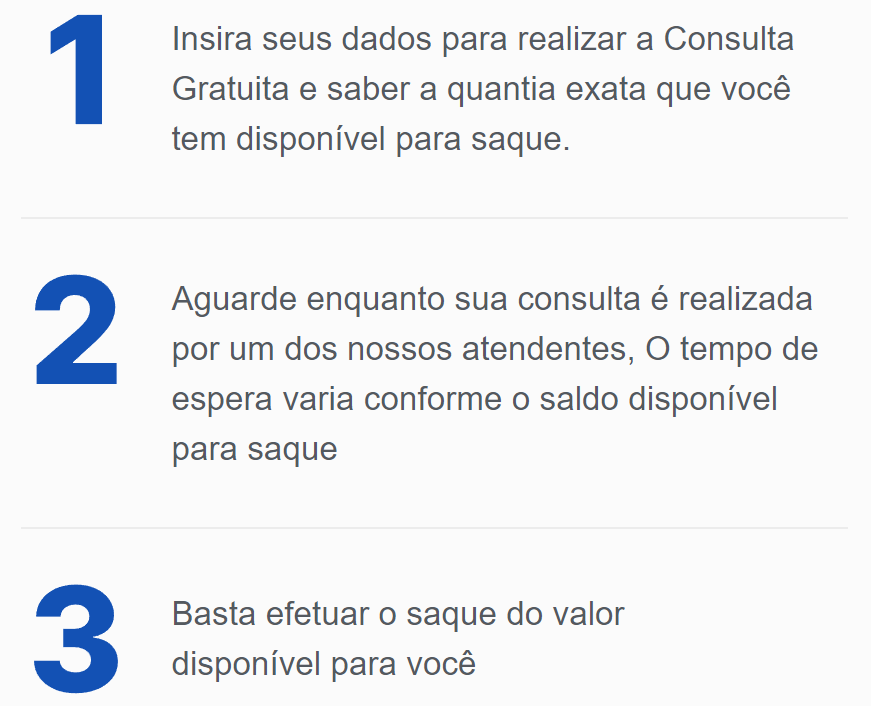 1
Insira seus dados para realizar a Consulta
Gratuita e saber a quantia exata que você
tem disponível para saque.
2
Aguarde enquanto sua consulta é realizada
por um dos nossos atendentes, O tempo de
espera varia conforme o saldo disponível
para saque
3
Basta efetuar o saque do valor
disponível para você